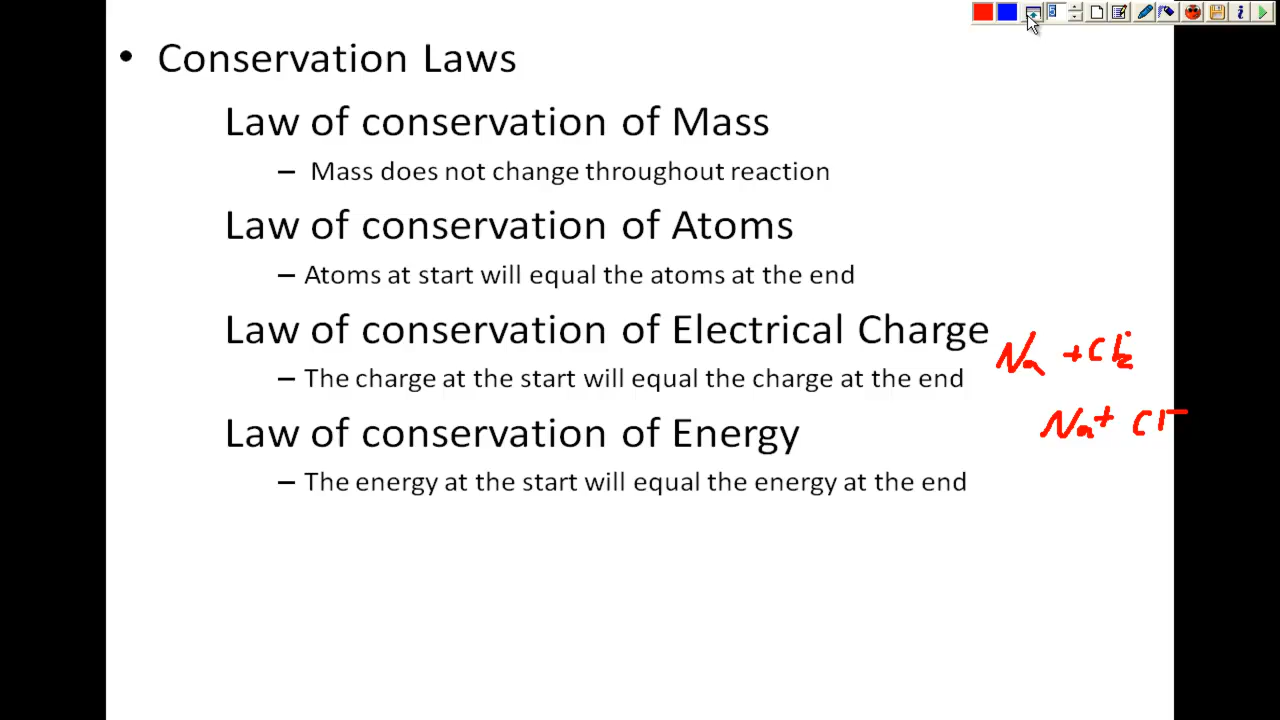 • Conservation Laws
Law of conservation of Mass
– Mass does not change throughout reaction
Law of conservation of Atoms
– Atoms at start will equal the atoms at the end
Law of conservation of Electrical Charge
Na + Cl₂
– The charge at the start will equal the charge at the end
Na⁺ Cl⁻
Law of conservation of Energy
– The energy at the start will equal the energy at the end